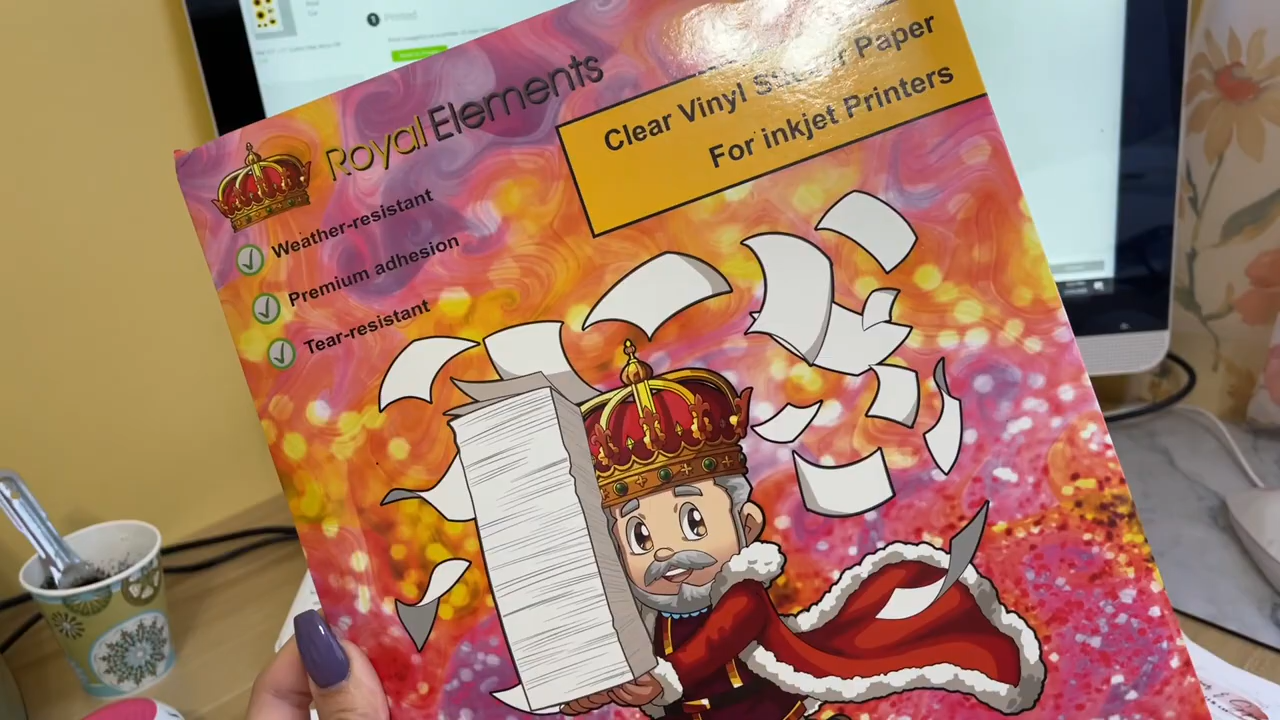 Royal Elements
Clear Vinyl Sticker Paper
For inkjet Printers
Weather-resistant
Premium adhesion
Tear-resistant